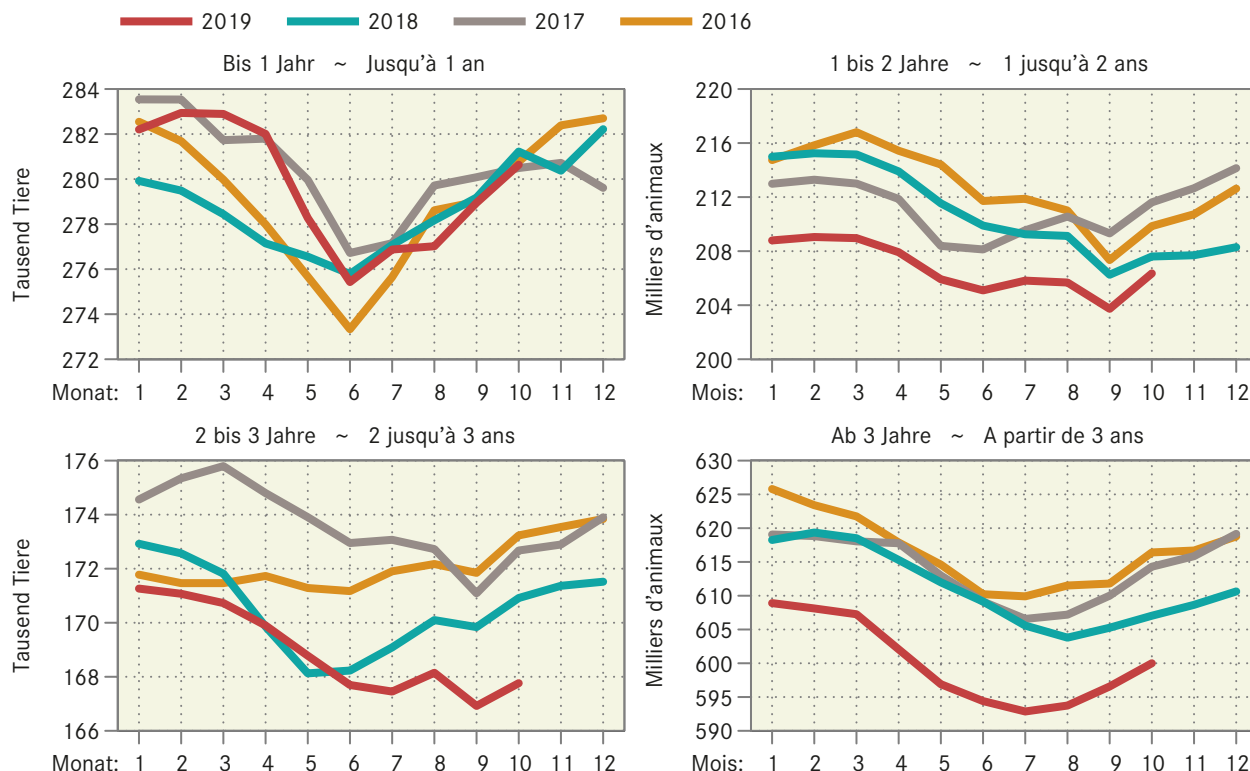 2019 2018 2017 2016
Bis 1 Jahr ~ Jusqu'à 1 an
Tausend Tiere
284
282
280
278
276
274
272
Monat: 1 2 3 4 5 6 7 8 9 10 11 12
1 bis 2 Jahre ~ 1 jusqu'à 2 ans
Milliers d'animaux
220
216
212
208
204
200
Mois: 1 2 3 4 5 6 7 8 9 10 11 12
2 bis 3 Jahre ~ 2 jusqu'à 3 ans
Tausend Tiere
176
174
172
170
168
166
Monat: 1 2 3 4 5 6 7 8 9 10 11 12
Ab 3 Jahre ~ A partir de 3 ans
Milliers d'animaux
630
625
620
615
610
605
600
595
590
Mois: 1 2 3 4 5 6 7 8 9 10 11 12